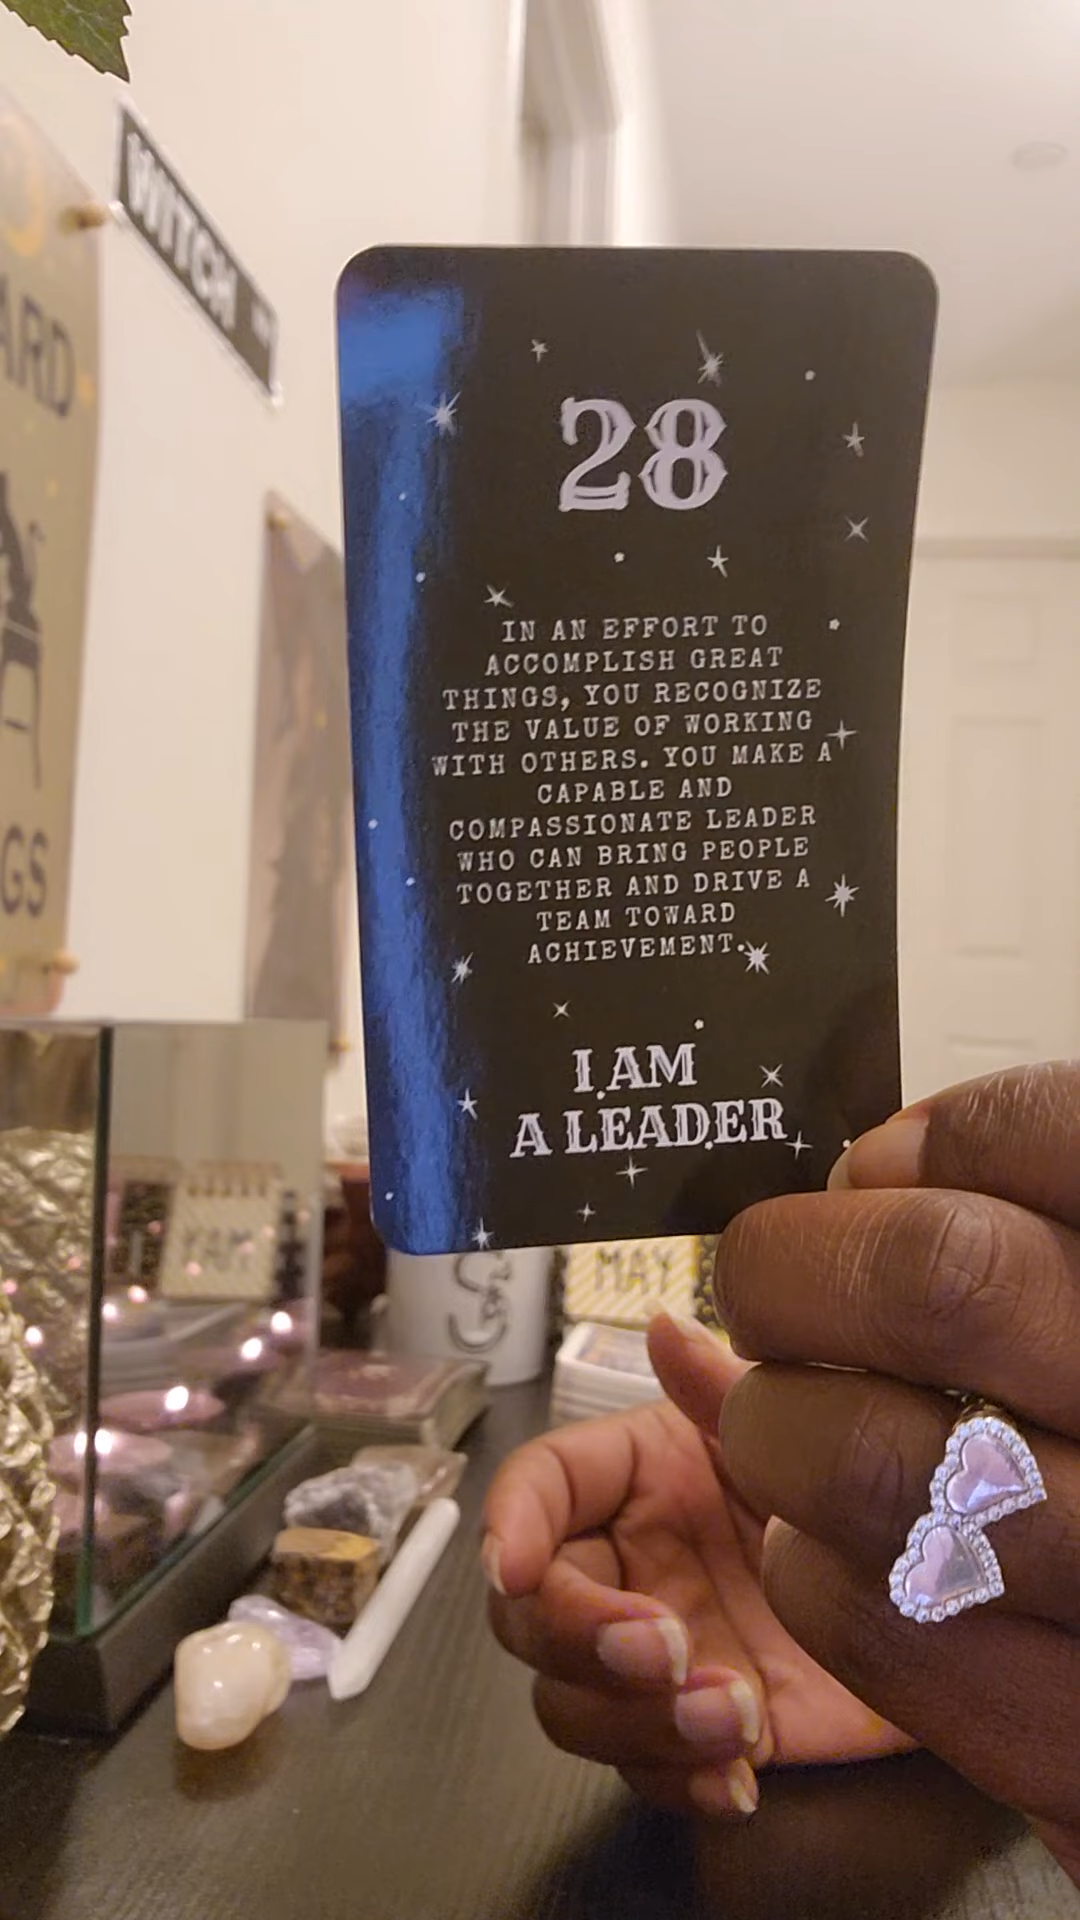 WITCH
ARD
GS
28
IN AN EFFORT TO
ACCOMPLISH GREAT
THINGS, YOU RECOGNIZE
THE VALUE OF WORKING
WITH OTHERS. YOU MAKE A
CAPABLE AND
COMPASSIONATE LEADER
WHO CAN BRING PEOPLE
TOGETHER AND DRIVE A
TEAM TOWARD
ACHIEVEMENT.
I AM
A LEADER
MAY